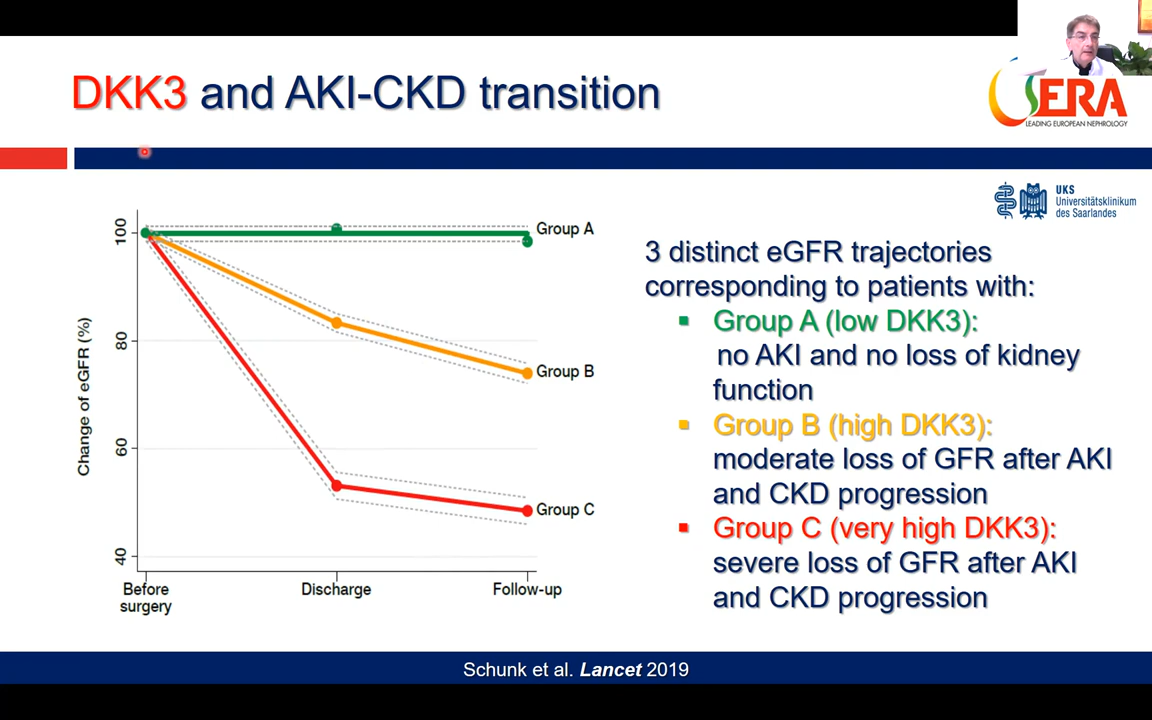 DKK3 and AKI-CKD transition
ERA
LEADING EUROPEAN NEPHROLOGY
UKS
Universitätsklinikum
des Saarlandes
Change of eGFR (%)
100
80
60
40
Group A
Group B
Group C
Before
surgery
Discharge
Follow-up
3 distinct eGFR trajectories
corresponding to patients with:
▪ Group A (low DKK3):
no AKI and no loss of kidney
function
▪ Group B (high DKK3):
moderate loss of GFR after AKI
and CKD progression
▪ Group C (very high DKK3):
severe loss of GFR after AKI
and CKD progression
Schunk et al. Lancet 2019